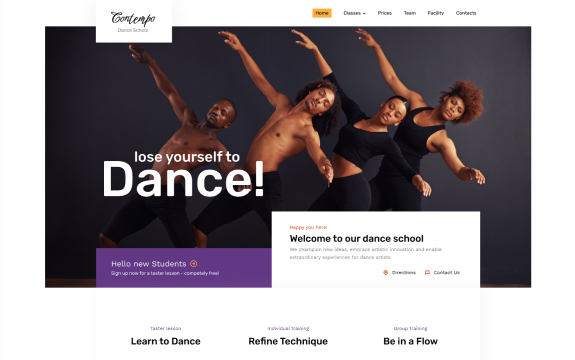 Contempo
Dance School
Home
Classes
Prices
Team
Facility
Contacts
lose yourself to
Dance!
Hello new Students
Sign up now for a taster lesson – competely free!
Happy you here!
Welcome to our dance school
We champion new ideas, embrace artistic innovation and enable
extraordinary experiences for dance artists
Directions
Contact Us
Taster lesson
Learn to Dance
Individual training
Refine Technique
Group training
Be in a Flow